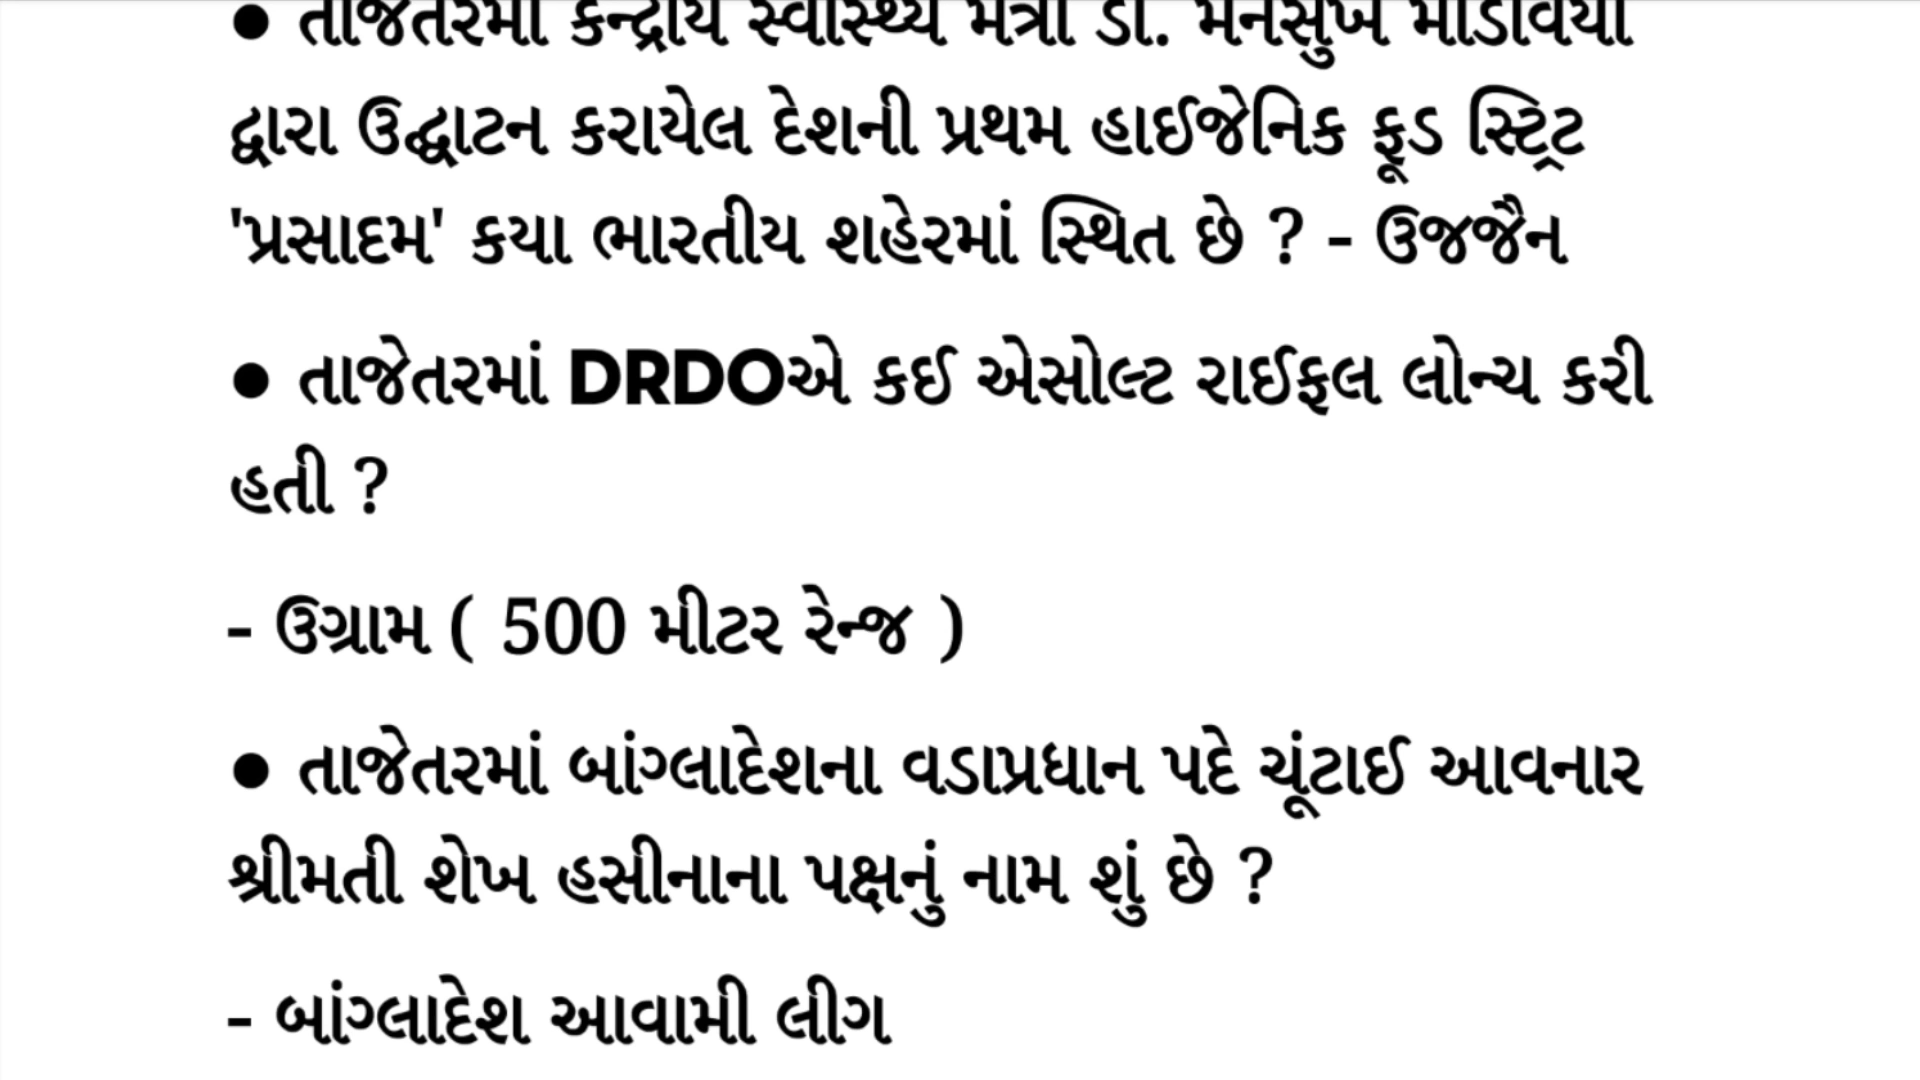 ● તાજેતરમાં કેન્દ્રીય સ્વાસ્થ્ય મંત્રી ડૉ. મનસુખ માંડવિયા
દ્વારા ઉદ્ઘાટન કરાયેલ દેશની પ્રથમ હાઈજેનિક ફૂડ સ્ટ્રિટ
'પ્રસાદમ' કયા ભારતીય શહેરમાં સ્થિત છે ? - ઉજજૈન
● તાજેતરમાં DRDOએ કઈ એસોલ્ટ રાઈફલ લોન્ચ કરી
હતી ?
- ઉગ્રામ ( 500 મીટર રેન્જ )
● તાજેતરમાં બાંગ્લાદેશના વડાપ્રધાન પદે ચૂંટાઈ આવનાર
શ્રીમતી શેખ હસીનાના પક્ષનું નામ શું છે ?
- બાંગ્લાદેશ આવામી લીગ